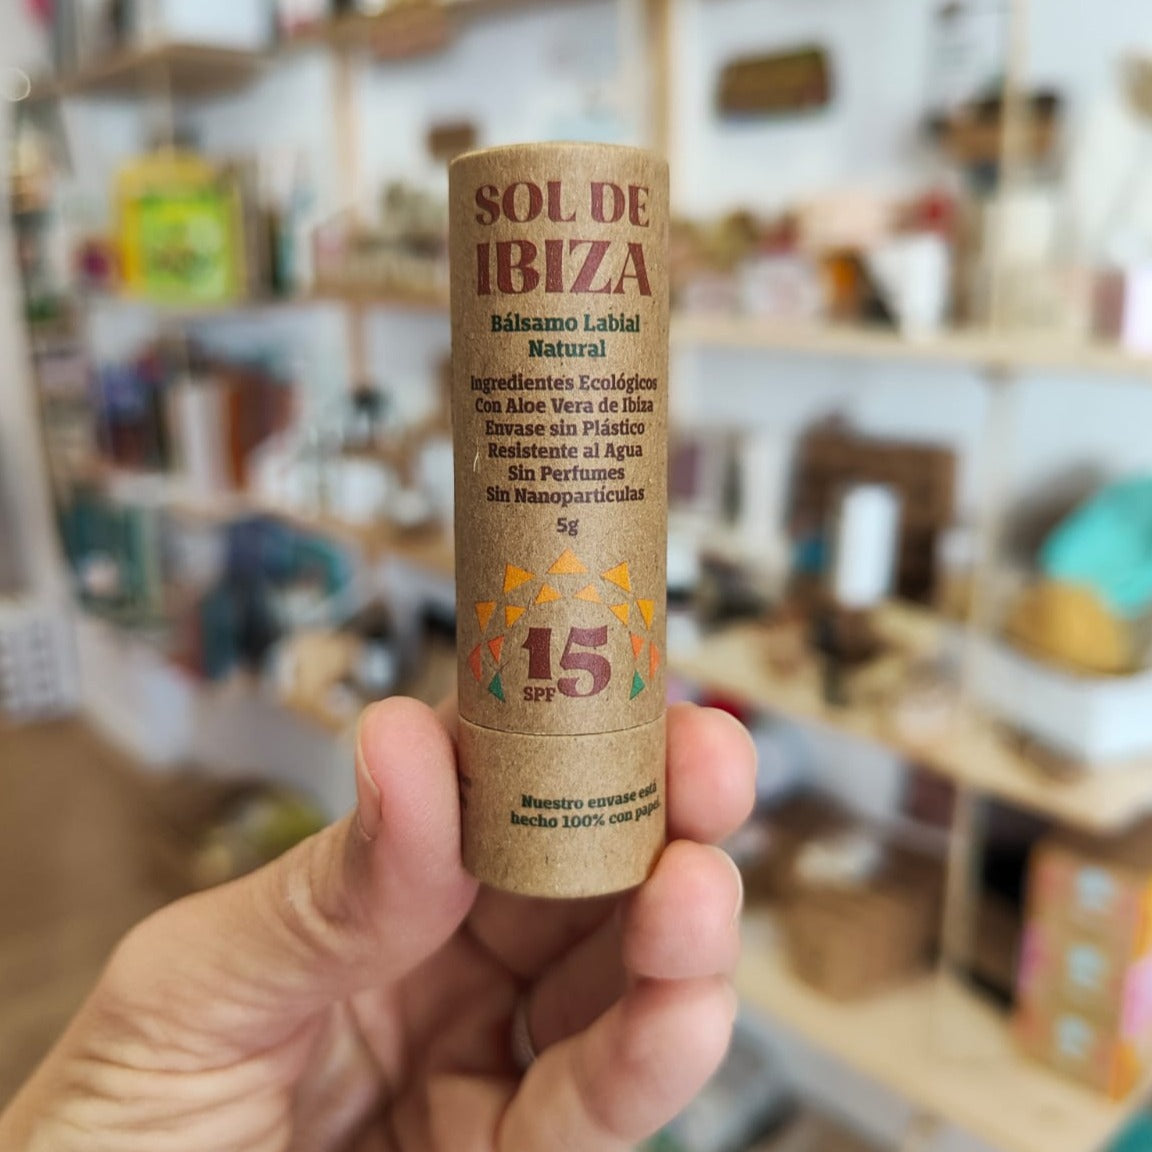 SOL DE
IBIZA
Bálsamo Labial
Natural
Ingredientes Ecológicos
Con Aloe Vera de Ibiza
Envase sin Plástico
Resistente al Agua
Sin Perfumes
Sin Nanopartículas
5g
15
SPF
Nuestro envase está
hecho 100% con papel